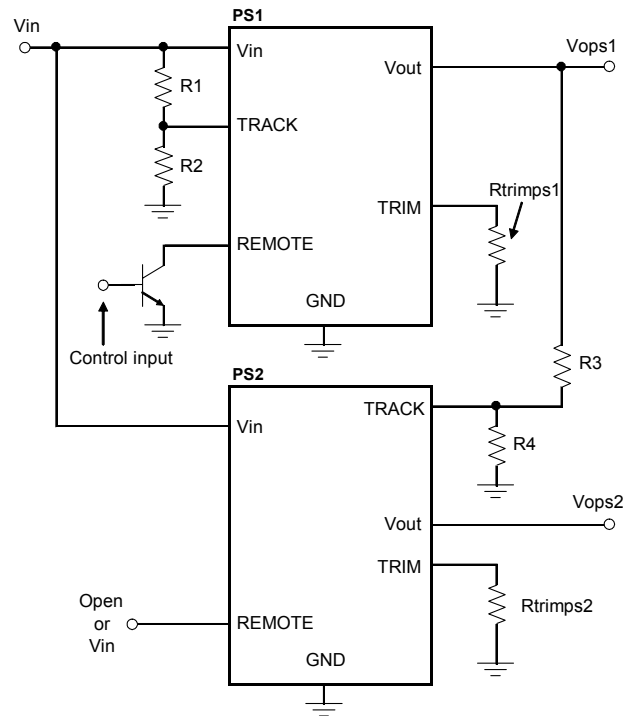 Vin
PS1
Vin
R1
Vout
Vops1
TRACK
R2
Rtrimps1
TRIM
REMOTE
GND
Control input
R3
PS2
TRACK
Vin
R4
Vops2
Vout
TRIM
Open
or
Vin
Rtrimps2
REMOTE
GND